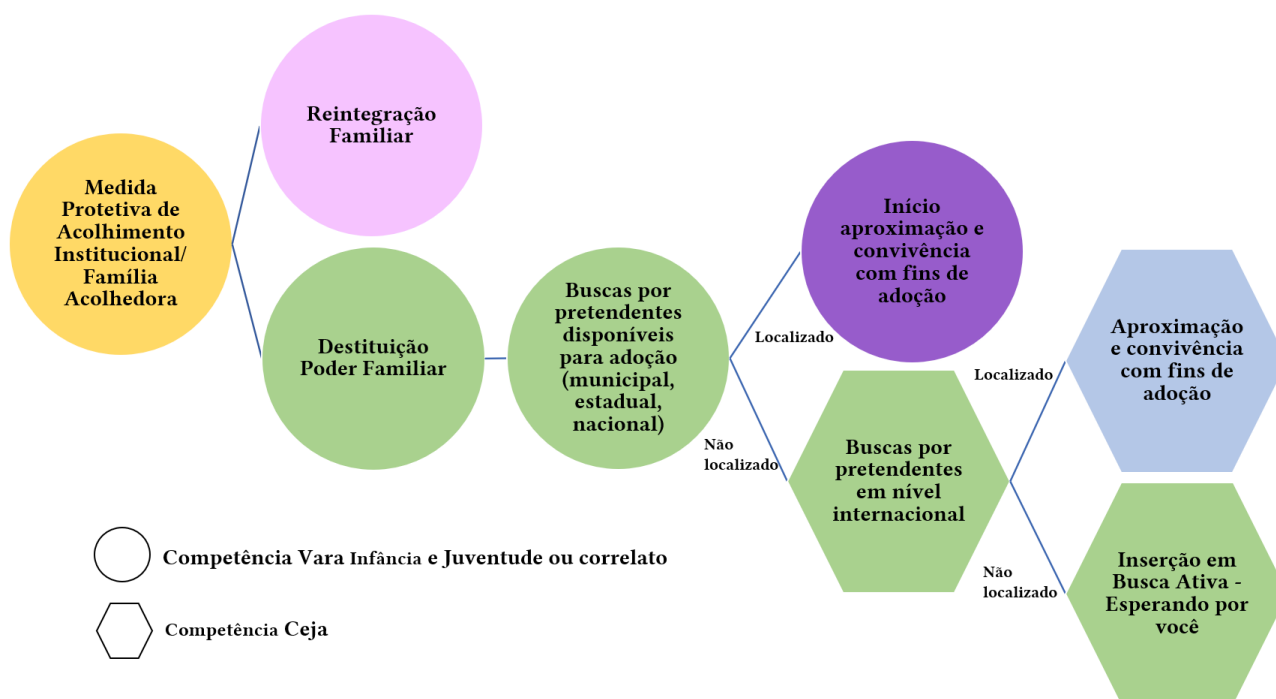 Medida
Protetiva de
Acolhimento
Institucional/
Família
Acolhedora
Reintegração
Familiar
Destituição
Poder Familiar
Buscas por
pretendentes
disponíveis
para adoção
(municipal,
estadual,
nacional)
Localizado
Início
aproximação e
convivência
com fins de
adoção
Não
localizado
Buscas por
pretendentes
em nível
internacional
Localizado
Aproximação
e convivência
com fins de
adoção
Não
localizado
Inserção em
Busca Ativa -
Esperando por
você
Competência Vara Infância e Juventude ou correlato
Competência Ceja